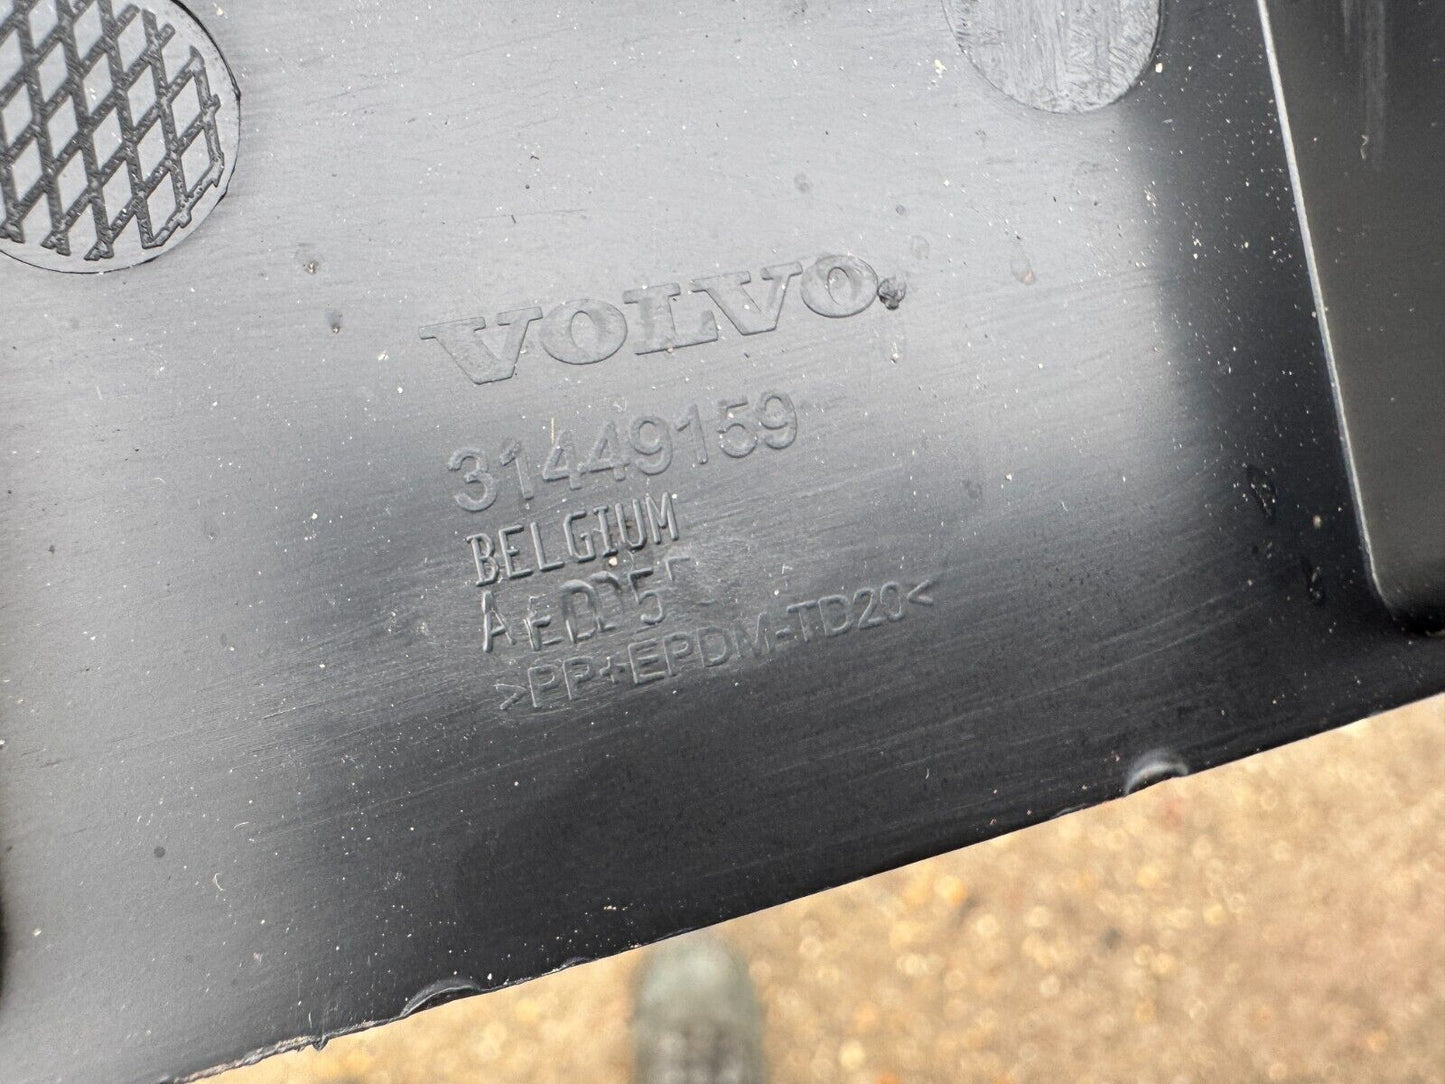 VOLVO
31449159
BELGIUM
>PP+EPDM-TD20<